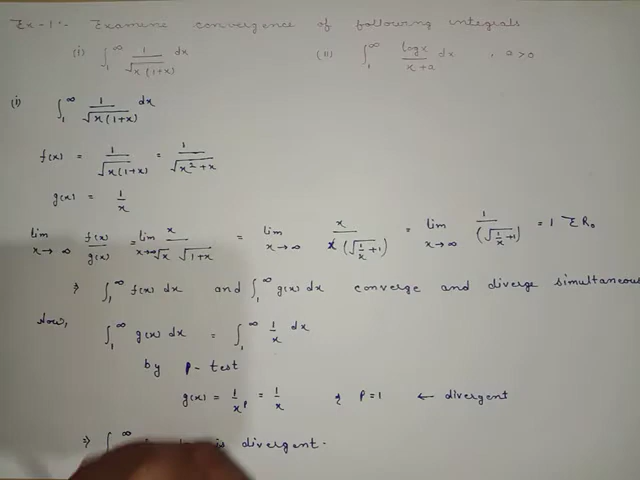 Ex-1:- Examine convergence of following integrals
(i) ∫₁^∞ 1/√x(1+x) dx (ii) ∫₁^∞ logx/x+a dx , a>0
(i) ∫₁^∞ 1/√x(1+x) dx
f(x) = 1/√x(1+x) = 1/√x²+x
g(x) = 1/x
lim x→∞ f(x)/g(x) = lim x→∞ x/√x √1+x = lim x→∞ x/x(√1/x+1) = lim x→∞ 1/(√1/x+1) = 1 ∈ R₀
⇒ ∫₁^∞ f(x) dx and ∫₁^∞ g(x) dx converge and diverge simultaneous
Now, ∫₁^∞ g(x) dx = ∫₁^∞ 1/x dx
by P-test
g(x) = 1/x^p = 1/x & P=1 ← divergent
⇒ ∫^∞ is divergent.